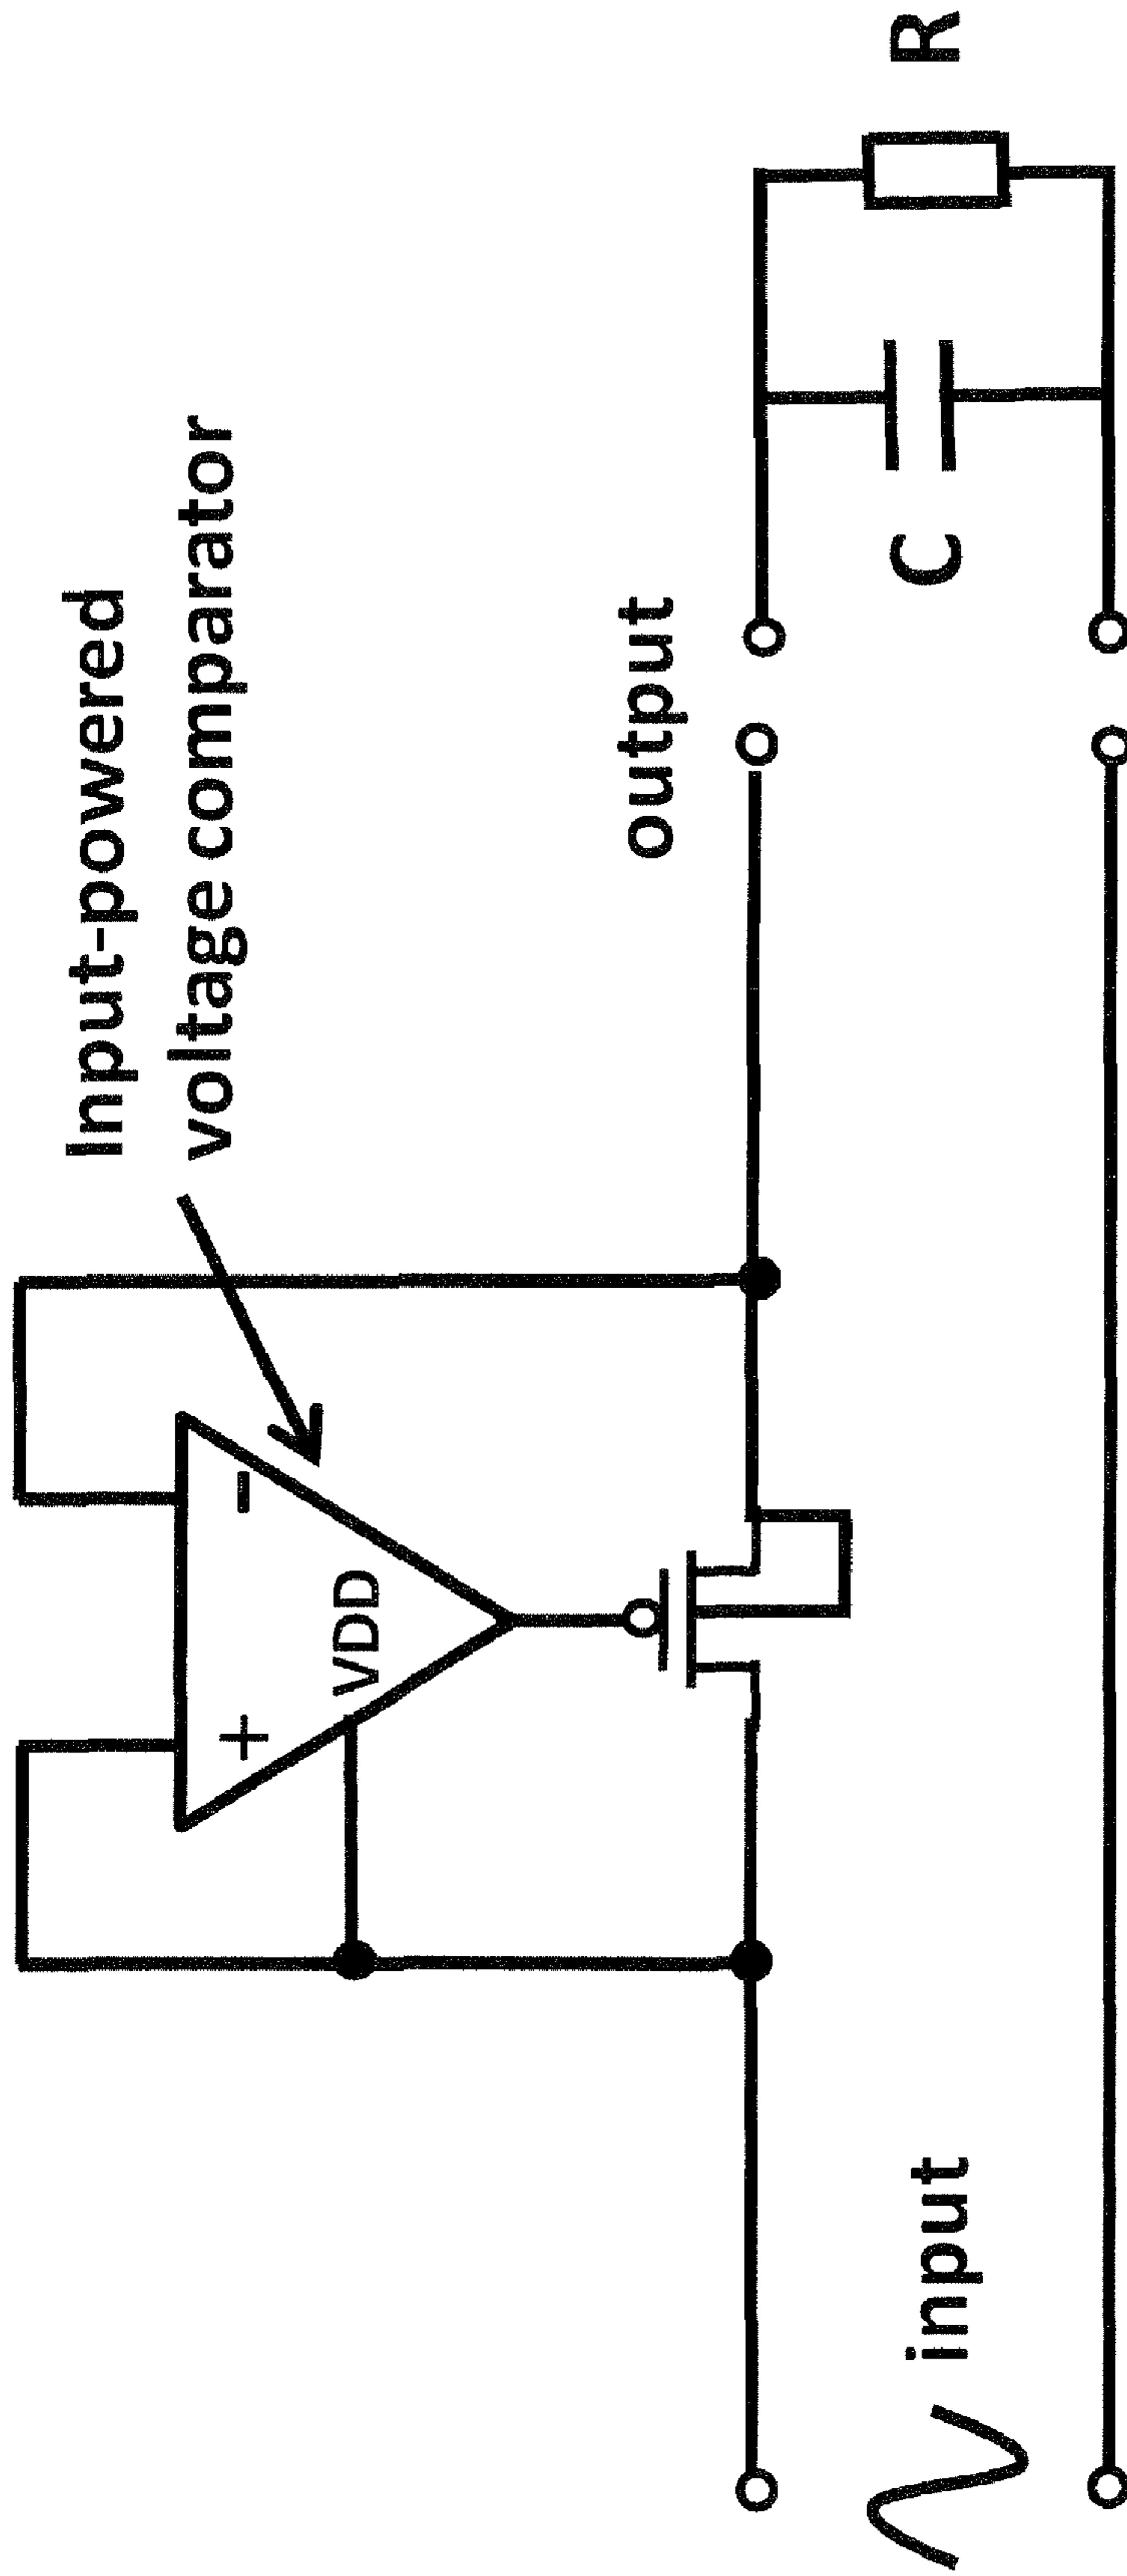 Input-powered
voltage comparator
+
-
VDD
output
input
C
R